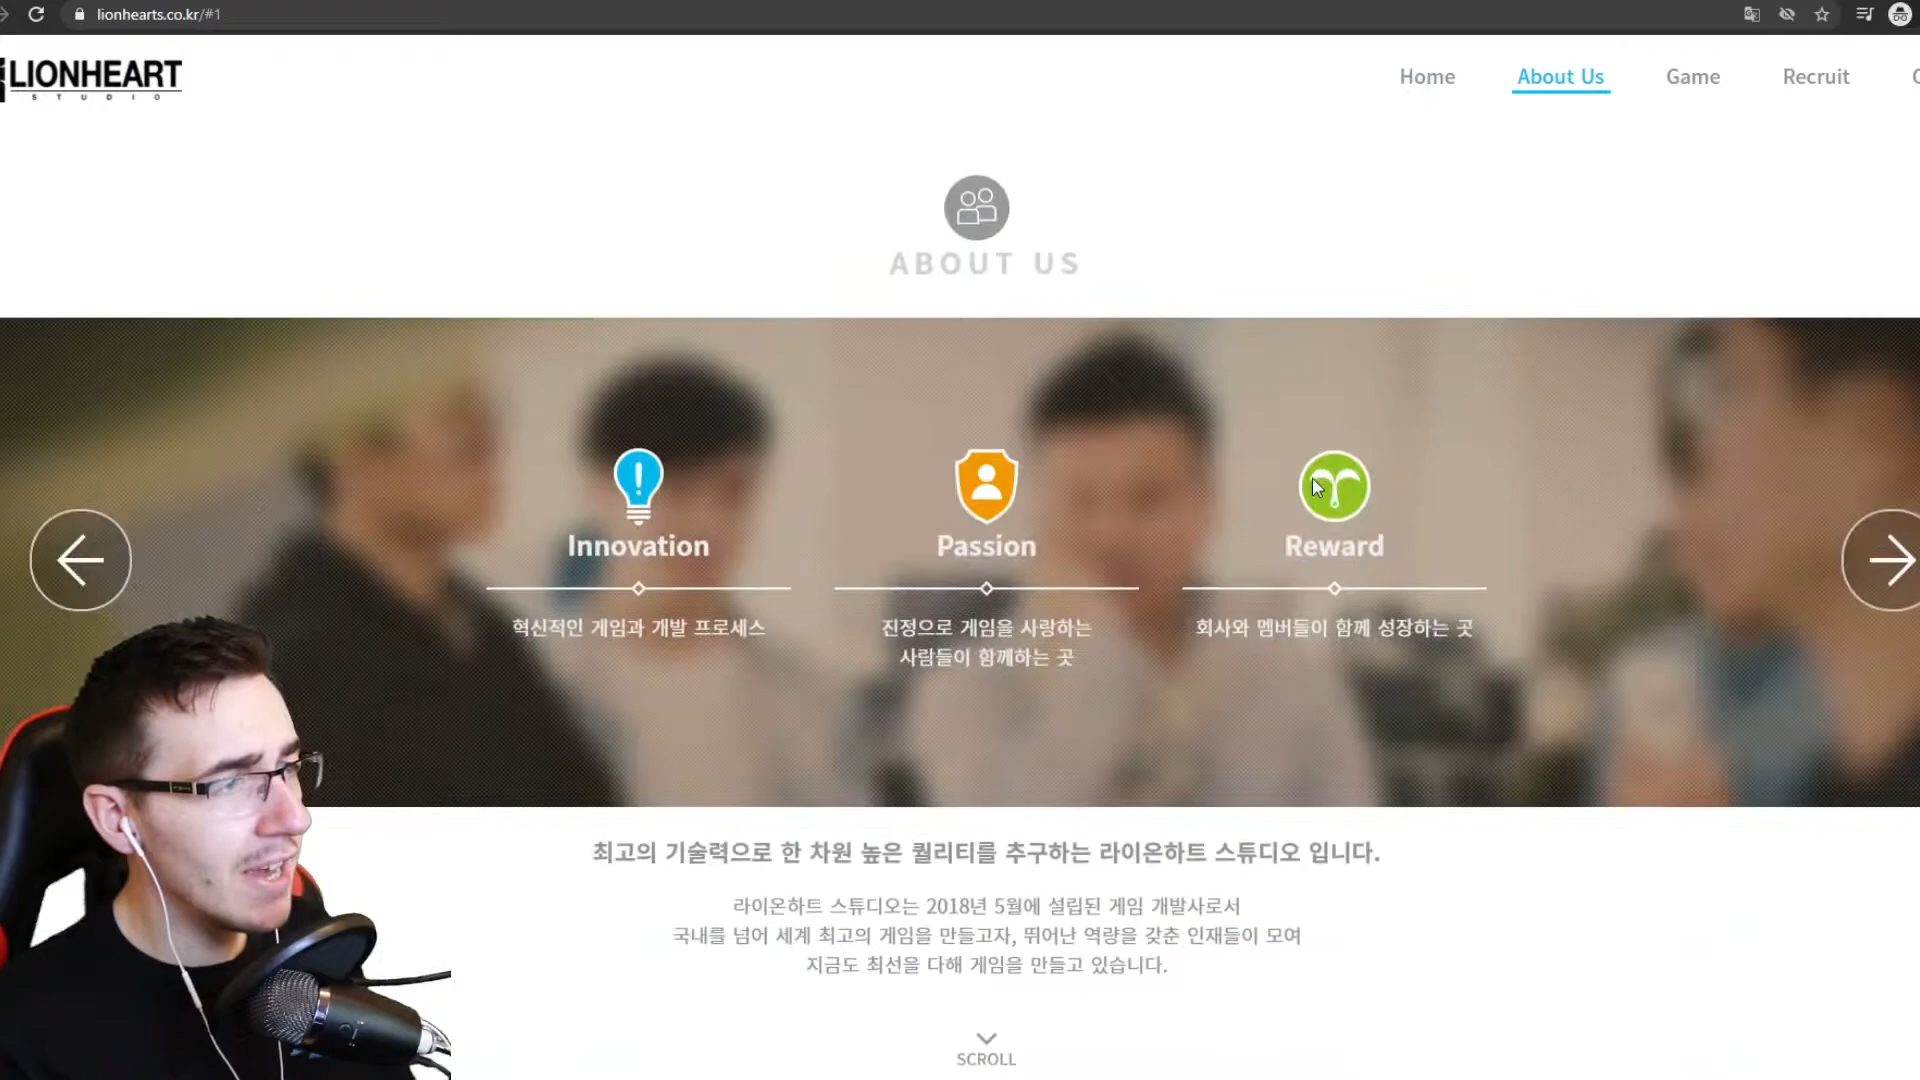 lionhearts.co.kr/#1
LIONHEART
STUDIO
Home
About Us
Game
Recruit
ABOUT US
Innovation
혁신적인 게임과 개발 프로세스
Passion
진정으로 게임을 사랑하는
사람들이 함께하는 곳
Reward
회사와 멤버들이 함께 성장하는 곳
최고의 기술력으로 한 차원 높은 퀄리티를 추구하는 라이온하트 스튜디오 입니다.
라이온하트 스튜디오는 2018년 5월에 설립된 게임 개발사로서
국내를 넘어 세계 최고의 게임을 만들고자, 뛰어난 역량을 갖춘 인재들이 모여
지금도 최선을 다해 게임을 만들고 있습니다.
SCROLL